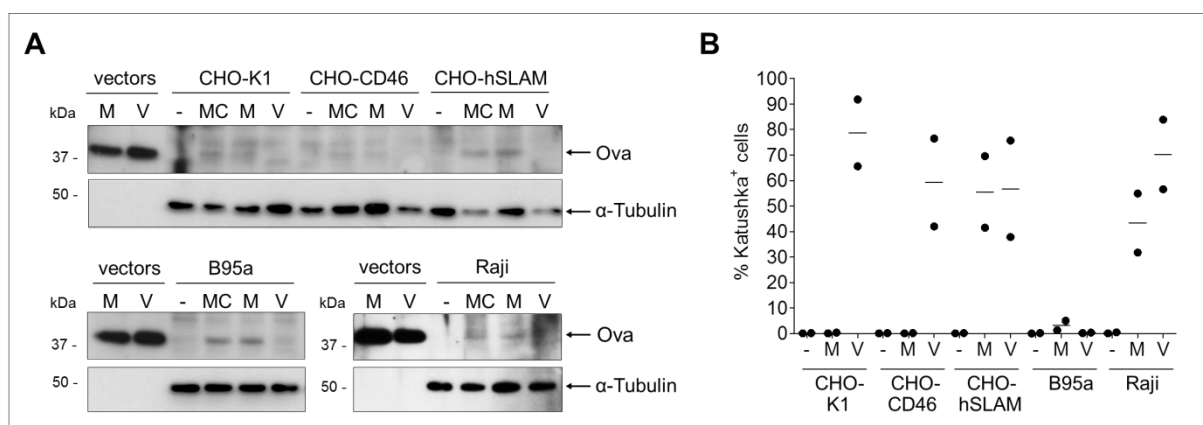 A
vectors CHO-K1 CHO-CD46 CHO-hSLAM
kDa M V - MC M V - MC M V - MC M V
37 - Ova
50 - α-Tubulin
vectors B95a vectors Raji
kDa M V - MC M V kDa M V - MC M V
37 - 37 - Ova
50 - 50 - α-Tubulin
B
% Katushka+ cells
100
90
80
70
60
50
40
30
20
10
0
- M V - M V - M V - M V - M V
CHO-K1 CHO-CD46 CHO-hSLAM B95a Raji